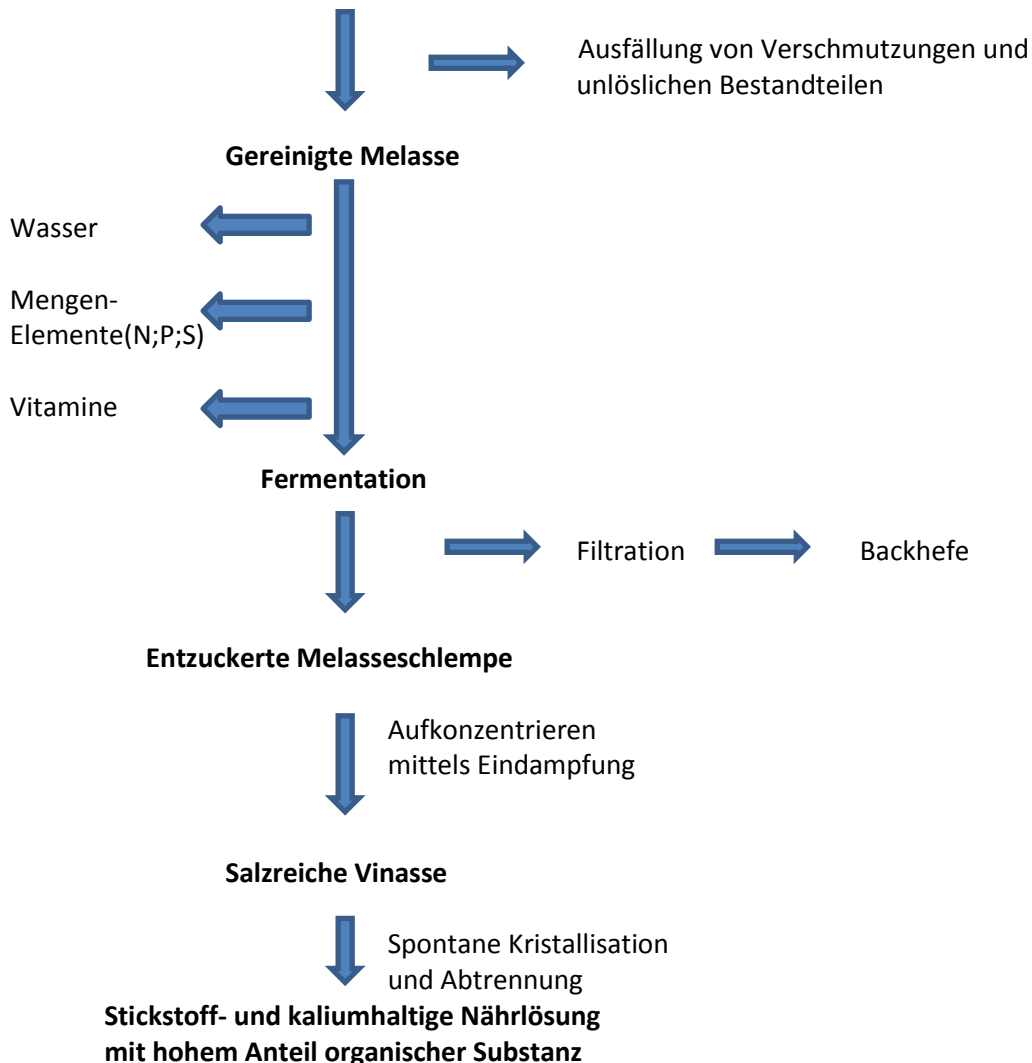 Ausfällung von Verschmutzungen und
unlöslichen Bestandteilen
Gereinigte Melasse
Wasser
Mengen-
Elemente(N;P;S)
Vitamine
Fermentation
Filtration
Backhefe
Entzuckerte Melasseschlempe
Aufkonzentrieren
mittels Eindampfung
Salzreiche Vinasse
Spontane Kristallisation
und Abtrennung
Stickstoff- und kaliumhaltige Nährlösung
mit hohem Anteil organischer Substanz